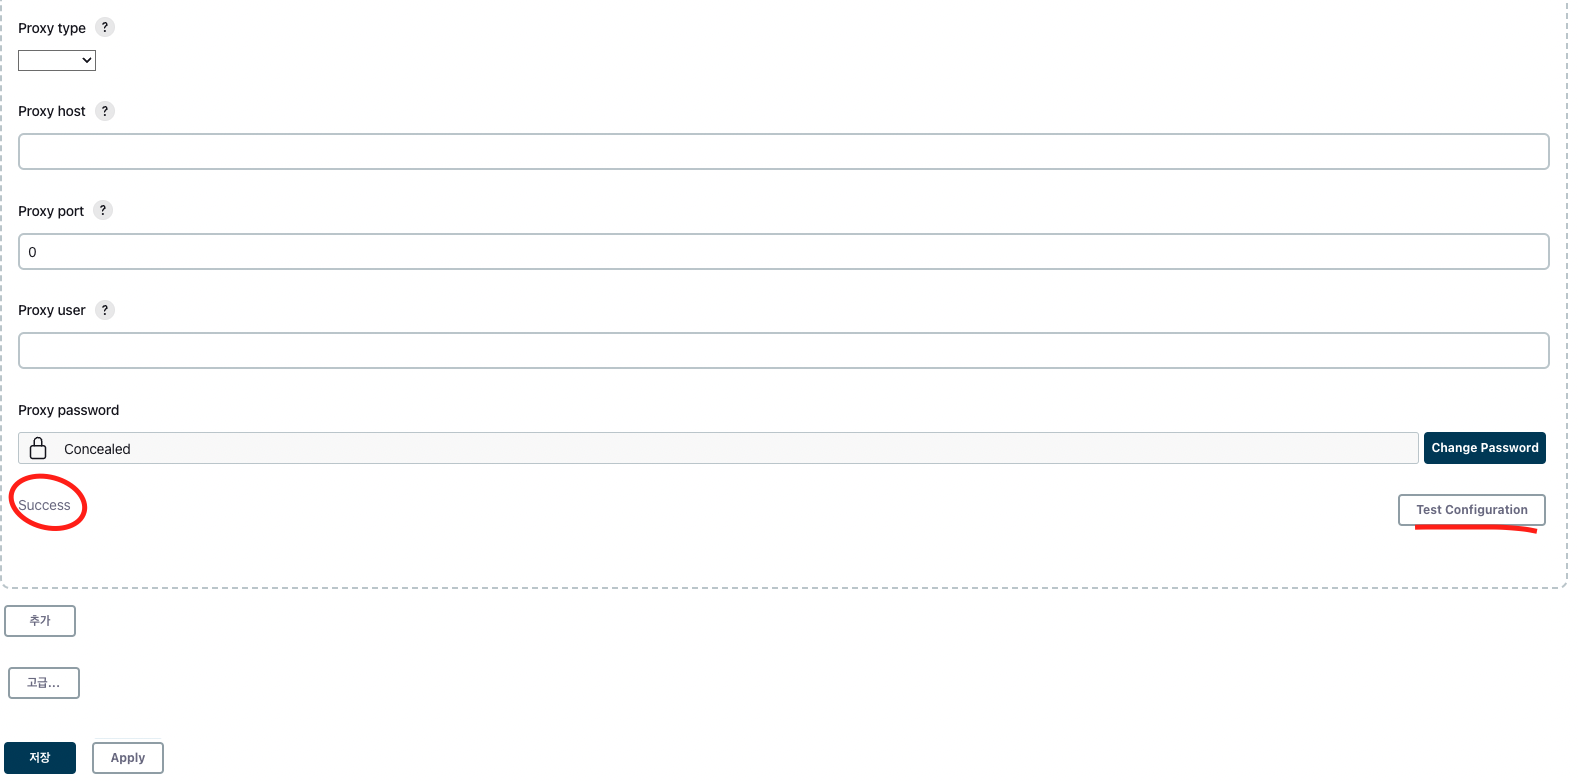 Proxy type ?
Proxy host ?
Proxy port ?
0
Proxy user ?
Proxy password
Concealed
Change Password
Success
Test Configuration
추가
고급...
저장
Apply